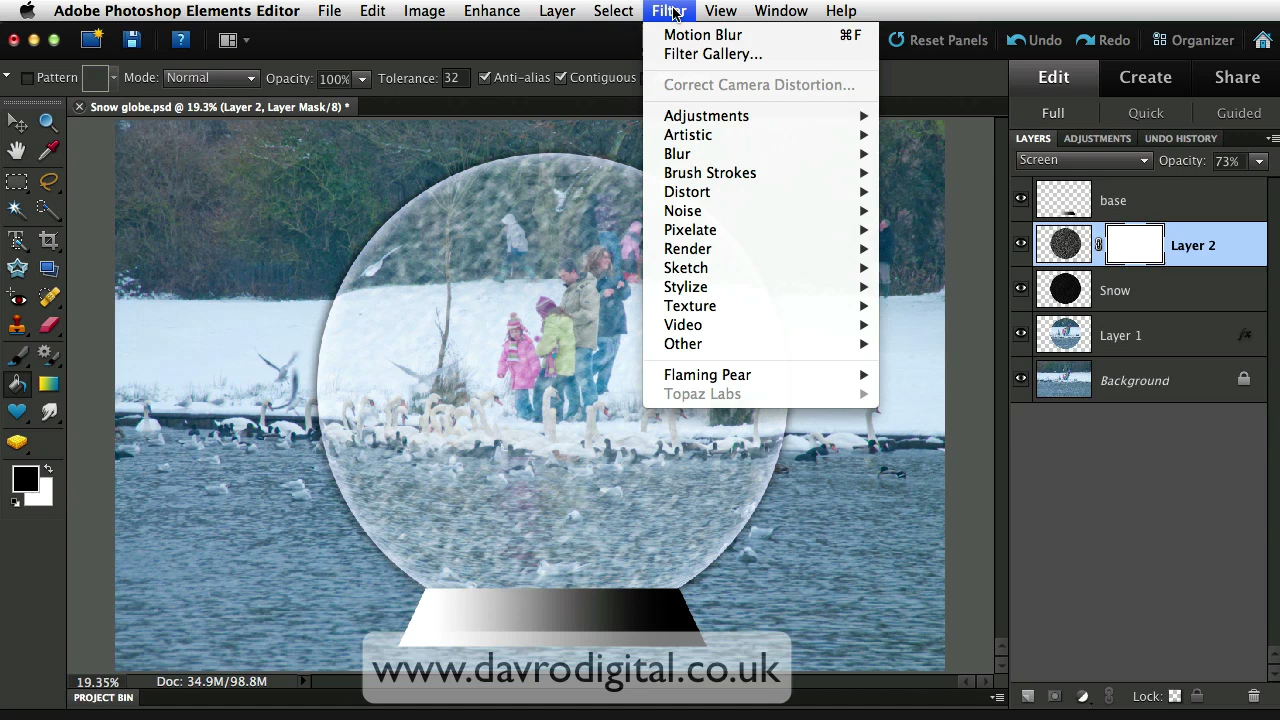 Adobe Photoshop Elements Editor File Edit Image Enhance Layer Select Filter View Window Help
Reset Panels Undo Redo Organizer
Pattern Mode: Normal Opacity: 100% Tolerance: 32 Anti-alias Contiguous
Edit Create Share
Snow globe.psd @ 19.3% (Layer 2, Layer Mask/8) *
Full Quick Guided
LAYERS ADJUSTMENTS UNDO HISTORY
Screen Opacity: 73%
Motion Blur ⌘F
Filter Gallery...
Correct Camera Distortion...
Adjustments
Artistic
Blur
Brush Strokes
Distort
Noise
Pixelate
Render
Sketch
Stylize
Texture
Video
Other
Flaming Pear
Topaz Labs
base
Layer 2
Snow
Layer 1 fx
Background
www.davrodigital.co.uk
19.35% Doc: 34.9M/98.8M
Lock:
PROJECT BIN